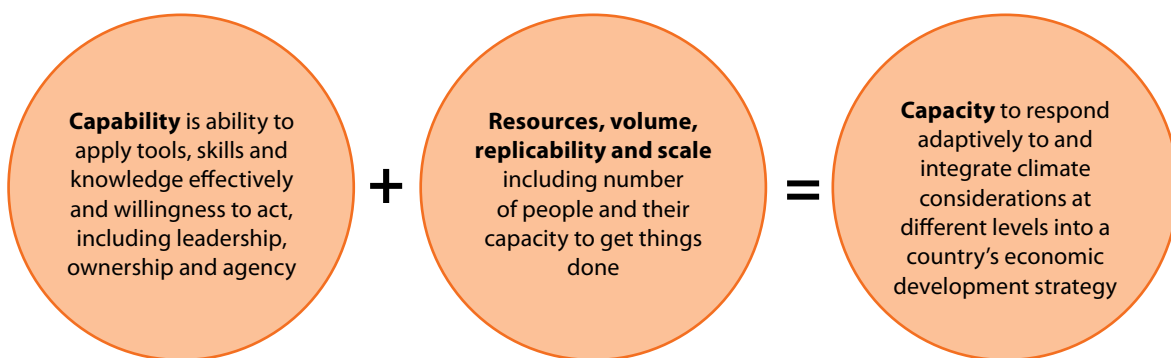 Capability is ability to
apply tools, skills and
knowledge effectively
and willingness to act,
including leadership,
ownership and agency
+
Resources, volume,
replicability and scale
including number
of people and their
capacity to get things
done
=
Capacity to respond
adaptively to and
integrate climate
considerations at
different levels into a
country’s economic
development strategy